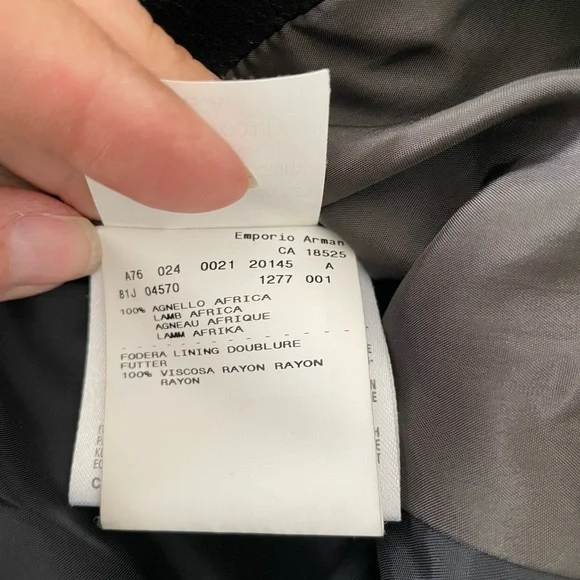 Emporio Arman
CA 18525
A76 024 0021 20145 A
81J 04570 1277 001
100% AGNELLO AFRICA
LAMB AFRICA
AGNEAU AFRIQUE
LAMM AFRIKA
FODERA LINING DOUBLURE
FUTTER
100% VISCOSA RAYON RAYON
RAYON